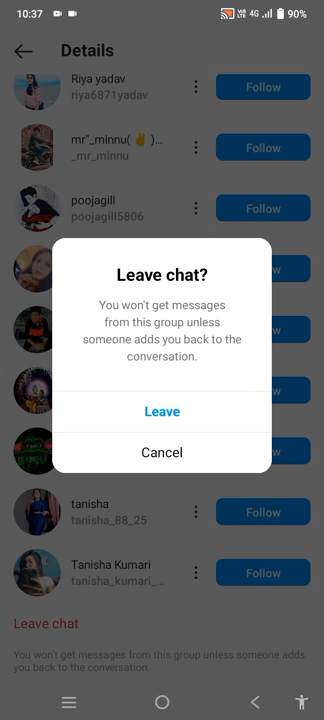 10:37
4G
90%
Details
Riya yadav
riya6871yadav
Follow
mr"_minnu( ✌️ )...
_mr_minnu
Follow
poojagill
poojagill5806
Follow
Leave chat?
You won't get messages
from this group unless
someone adds you back to the
conversation.
Leave
Cancel
tanisha
tanisha_88_25
Follow
Tanisha Kumari
tanisha_kumari_...
Follow
Leave chat
You won't get messages from this group unless someone adds
you back to the conversation.